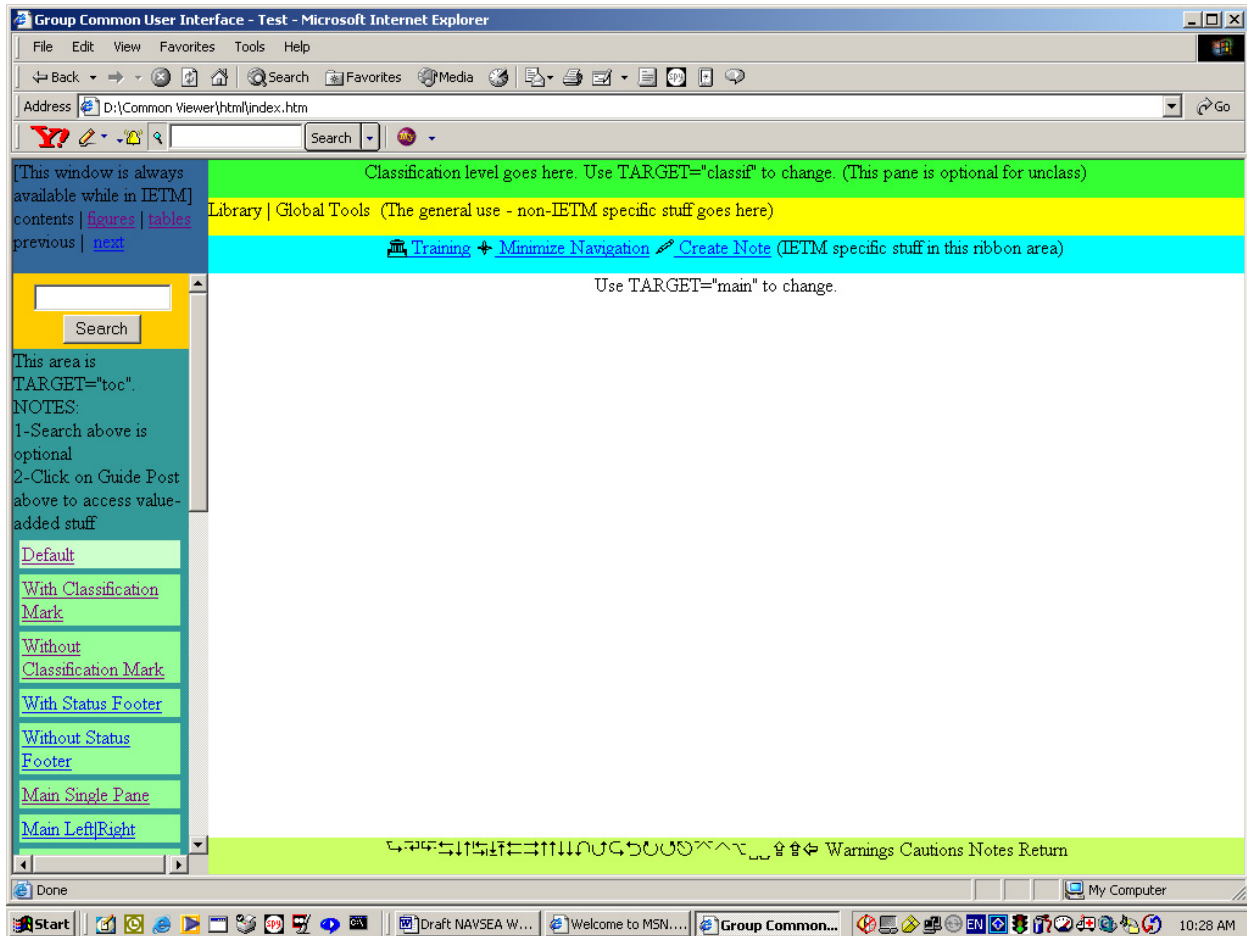 Group Common User Interface - Test - Microsoft Internet Explorer
File Edit View Favorites Tools Help
Back Search Favorites Media
Address D:\Common Viewer\html\index.htm Go
Y! Search
[This window is always
available while in IETM]
contents | figures | tables
previous | next
Classification level goes here. Use TARGET="classif" to change. (This pane is optional for unclass)
Library | Global Tools (The general use - non-IETM specific stuff goes here)
Training Minimize Navigation Create Note (IETM specific stuff in this ribbon area)
Use TARGET="main" to change.
Search
This area is
TARGET="toc".
NOTES:
1-Search above is
optional
2-Click on Guide Post
above to access value-
added stuff
Default
With Classification
Mark
Without
Classification Mark
With Status Footer
Without Status
Footer
Main Single Pane
Main Left|Right
Warnings Cautions Notes Return
Done My Computer
Start Draft NAVSEA W... Welcome to MSN.... Group Common... EN 10:28 AM